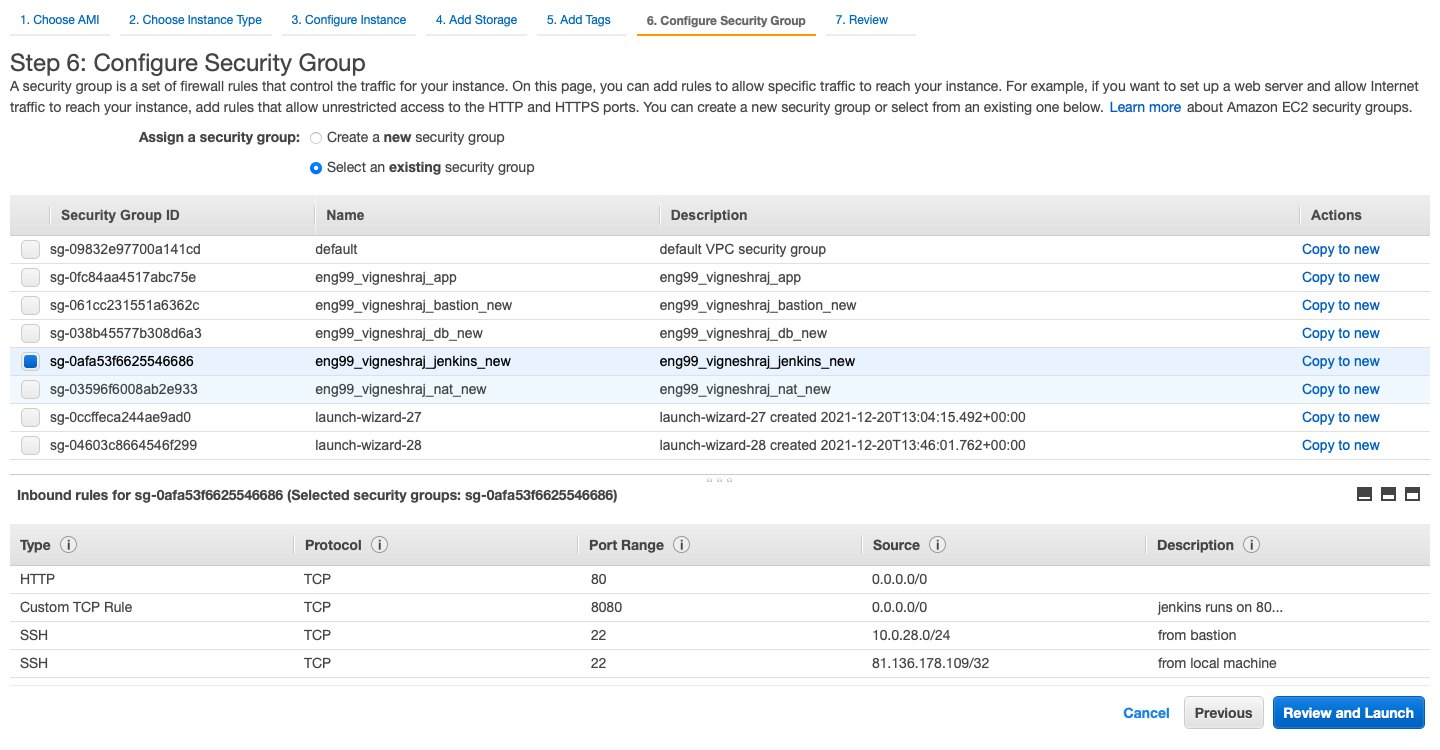 1. Choose AMI 2. Choose Instance Type 3. Configure Instance 4. Add Storage 5. Add Tags 6. Configure Security Group 7. Review
Step 6: Configure Security Group
A security group is a set of firewall rules that control the traffic for your instance. On this page, you can add rules to allow specific traffic to reach your instance. For example, if you want to set up a web server and allow Internet
traffic to reach your instance, add rules that allow unrestricted access to the HTTP and HTTPS ports. You can create a new security group or select from an existing one below. Learn more about Amazon EC2 security groups.
Assign a security group: Create a new security group
Select an existing security group
Security Group ID Name Description Actions
sg-09832e97700a141cd default default VPC security group Copy to new
sg-0fc84aa4517abc75e eng99_vigneshraj_app eng99_vigneshraj_app Copy to new
sg-061cc231551a6362c eng99_vigneshraj_bastion_new eng99_vigneshraj_bastion_new Copy to new
sg-038b45577b308d6a3 eng99_vigneshraj_db_new eng99_vigneshraj_db_new Copy to new
sg-0afa53f6625546686 eng99_vigneshraj_jenkins_new eng99_vigneshraj_jenkins_new Copy to new
sg-03596f6008ab2e933 eng99_vigneshraj_nat_new eng99_vigneshraj_nat_new Copy to new
sg-0ccffeca244ae9ad0 launch-wizard-27 launch-wizard-27 created 2021-12-20T13:04:15.492+00:00 Copy to new
sg-04603c8664546f299 launch-wizard-28 launch-wizard-28 created 2021-12-20T13:46:01.762+00:00 Copy to new
Inbound rules for sg-0afa53f6625546686 (Selected security groups: sg-0afa53f6625546686)
Type i Protocol i Port Range i Source i Description i
HTTP TCP 80 0.0.0.0/0
Custom TCP Rule TCP 8080 0.0.0.0/0 jenkins runs on 80...
SSH TCP 22 10.0.28.0/24 from bastion
SSH TCP 22 81.136.178.109/32 from local machine
Cancel Previous Review and Launch